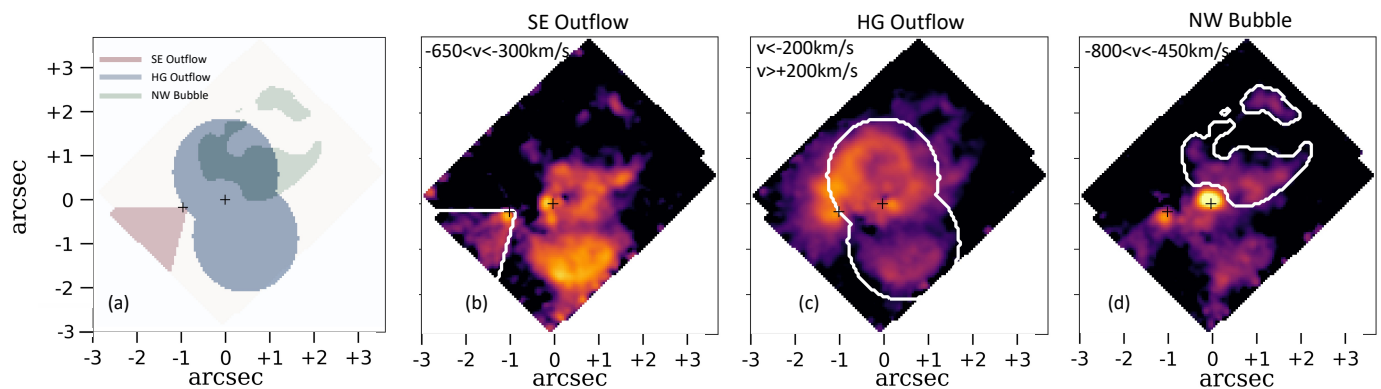 SE Outflow
HG Outflow
NW Bubble
SE Outflow
HG Outflow
NW Bubble
-650<v<-300km/s
v<-200km/s
v>+200km/s
-800<v<-450km/s
+3
+2
+1
0
-1
-2
-3
arcsec
(a)
(b)
(c)
(d)
-3 -2 -1 0 +1 +2 +3
-3 -2 -1 0 +1 +2 +3
-3 -2 -1 0 +1 +2 +3
-3 -2 -1 0 +1 +2 +3
arcsec
arcsec
arcsec
arcsec